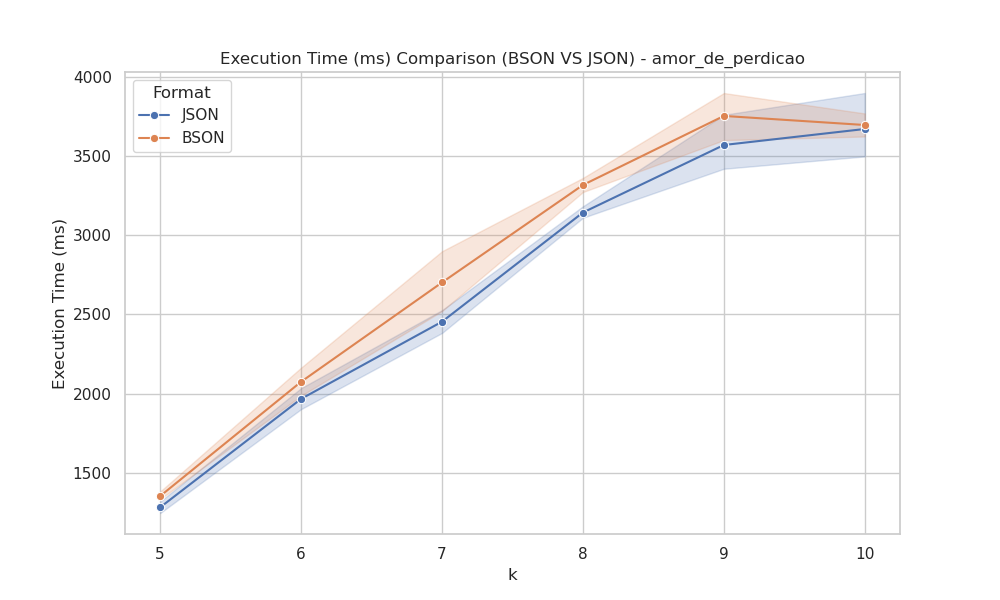 Execution Time (ms) Comparison (BSON VS JSON) - amor_de_perdicao
Format
JSON
BSON
4000
3500
3000
2500
2000
1500
Execution Time (ms)
5 6 7 8 9 10
k